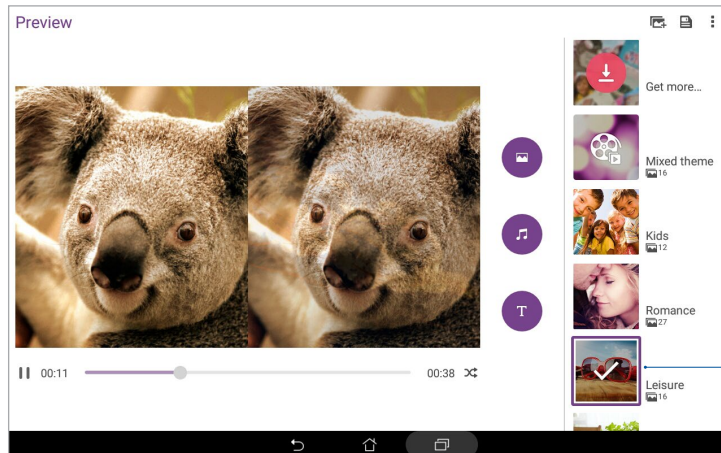 Preview
Get more...
Mixed theme
16
Kids
12
T
Romance
27
00:11
00:38
Leisure
16